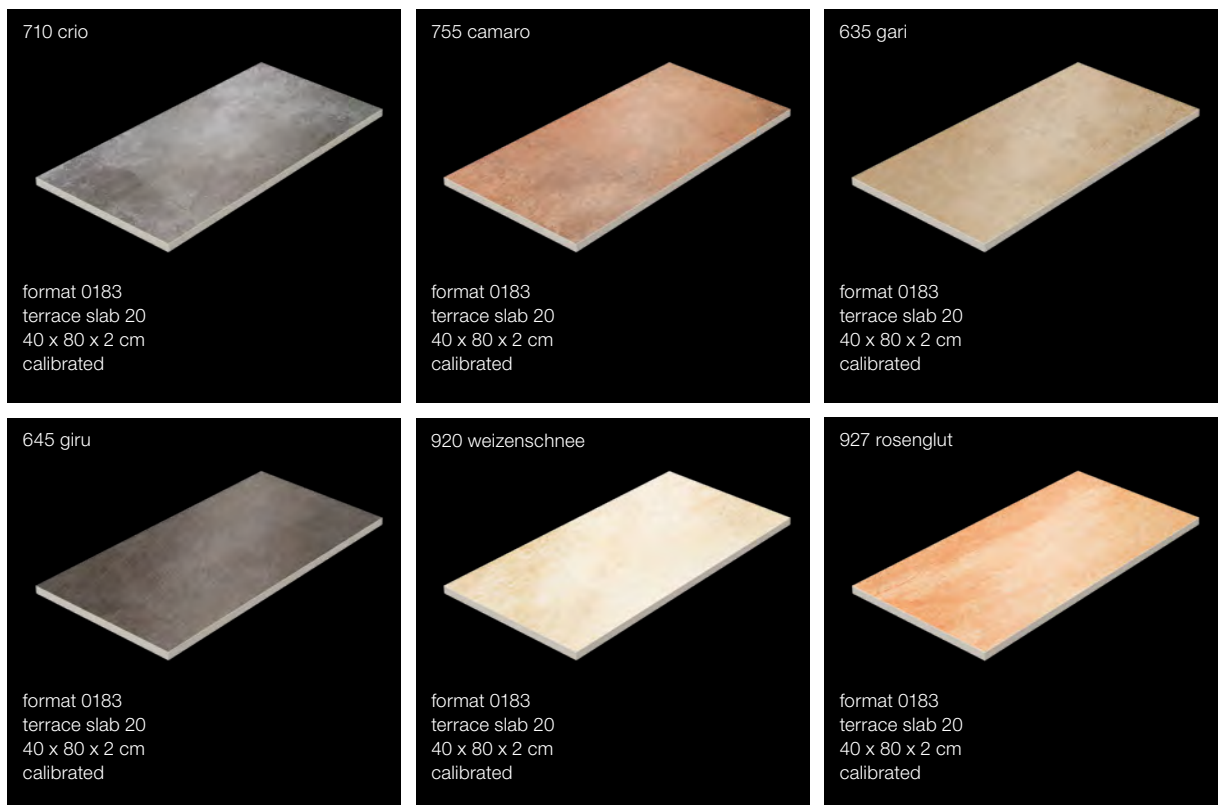 710 crio
format 0183
terrace slab 20
40 x 80 x 2 cm
calibrated
755 camaro
format 0183
terrace slab 20
40 x 80 x 2 cm
calibrated
635 gari
format 0183
terrace slab 20
40 x 80 x 2 cm
calibrated
645 giru
format 0183
terrace slab 20
40 x 80 x 2 cm
calibrated
920 weizenschnee
format 0183
terrace slab 20
40 x 80 x 2 cm
calibrated
927 rosenglut
format 0183
terrace slab 20
40 x 80 x 2 cm
calibrated